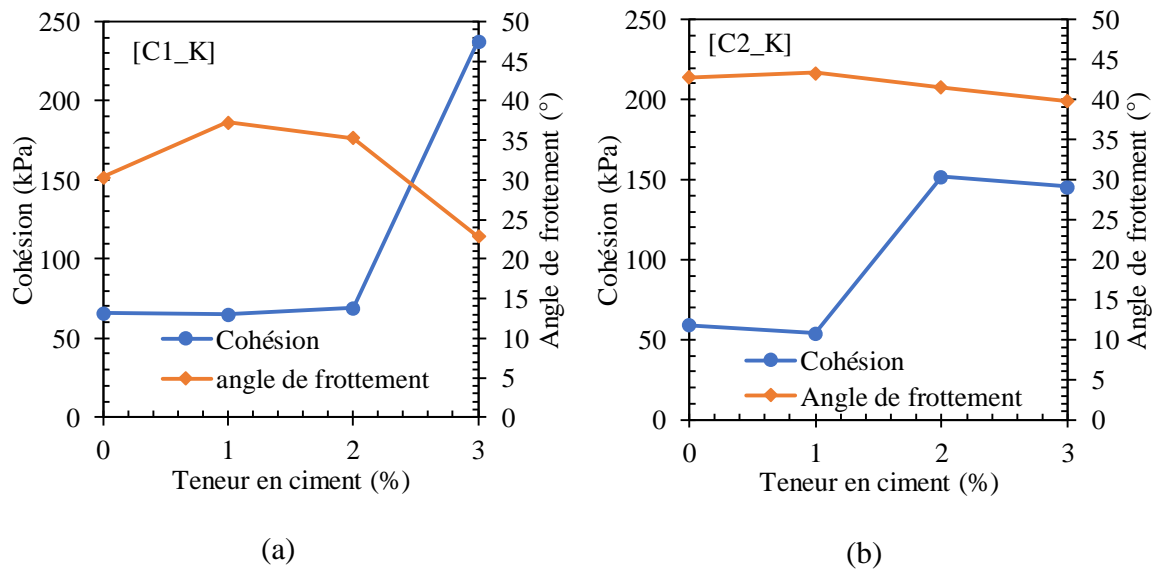 [C1_K]
Cohésion (kPa)
250
200
150
100
50
0
Angle de frottement (°)
50
45
40
35
30
25
20
15
10
5
0
Cohésion
angle de frottement
0 1 2 3
Teneur en ciment (%)
(a)
[C2_K]
Cohésion (kPa)
250
200
150
100
50
0
Angle de frottement (°)
50
45
40
35
30
25
20
15
10
5
0
Cohésion
Angle de frottement
0 1 2 3
Teneur en ciment (%)
(b)